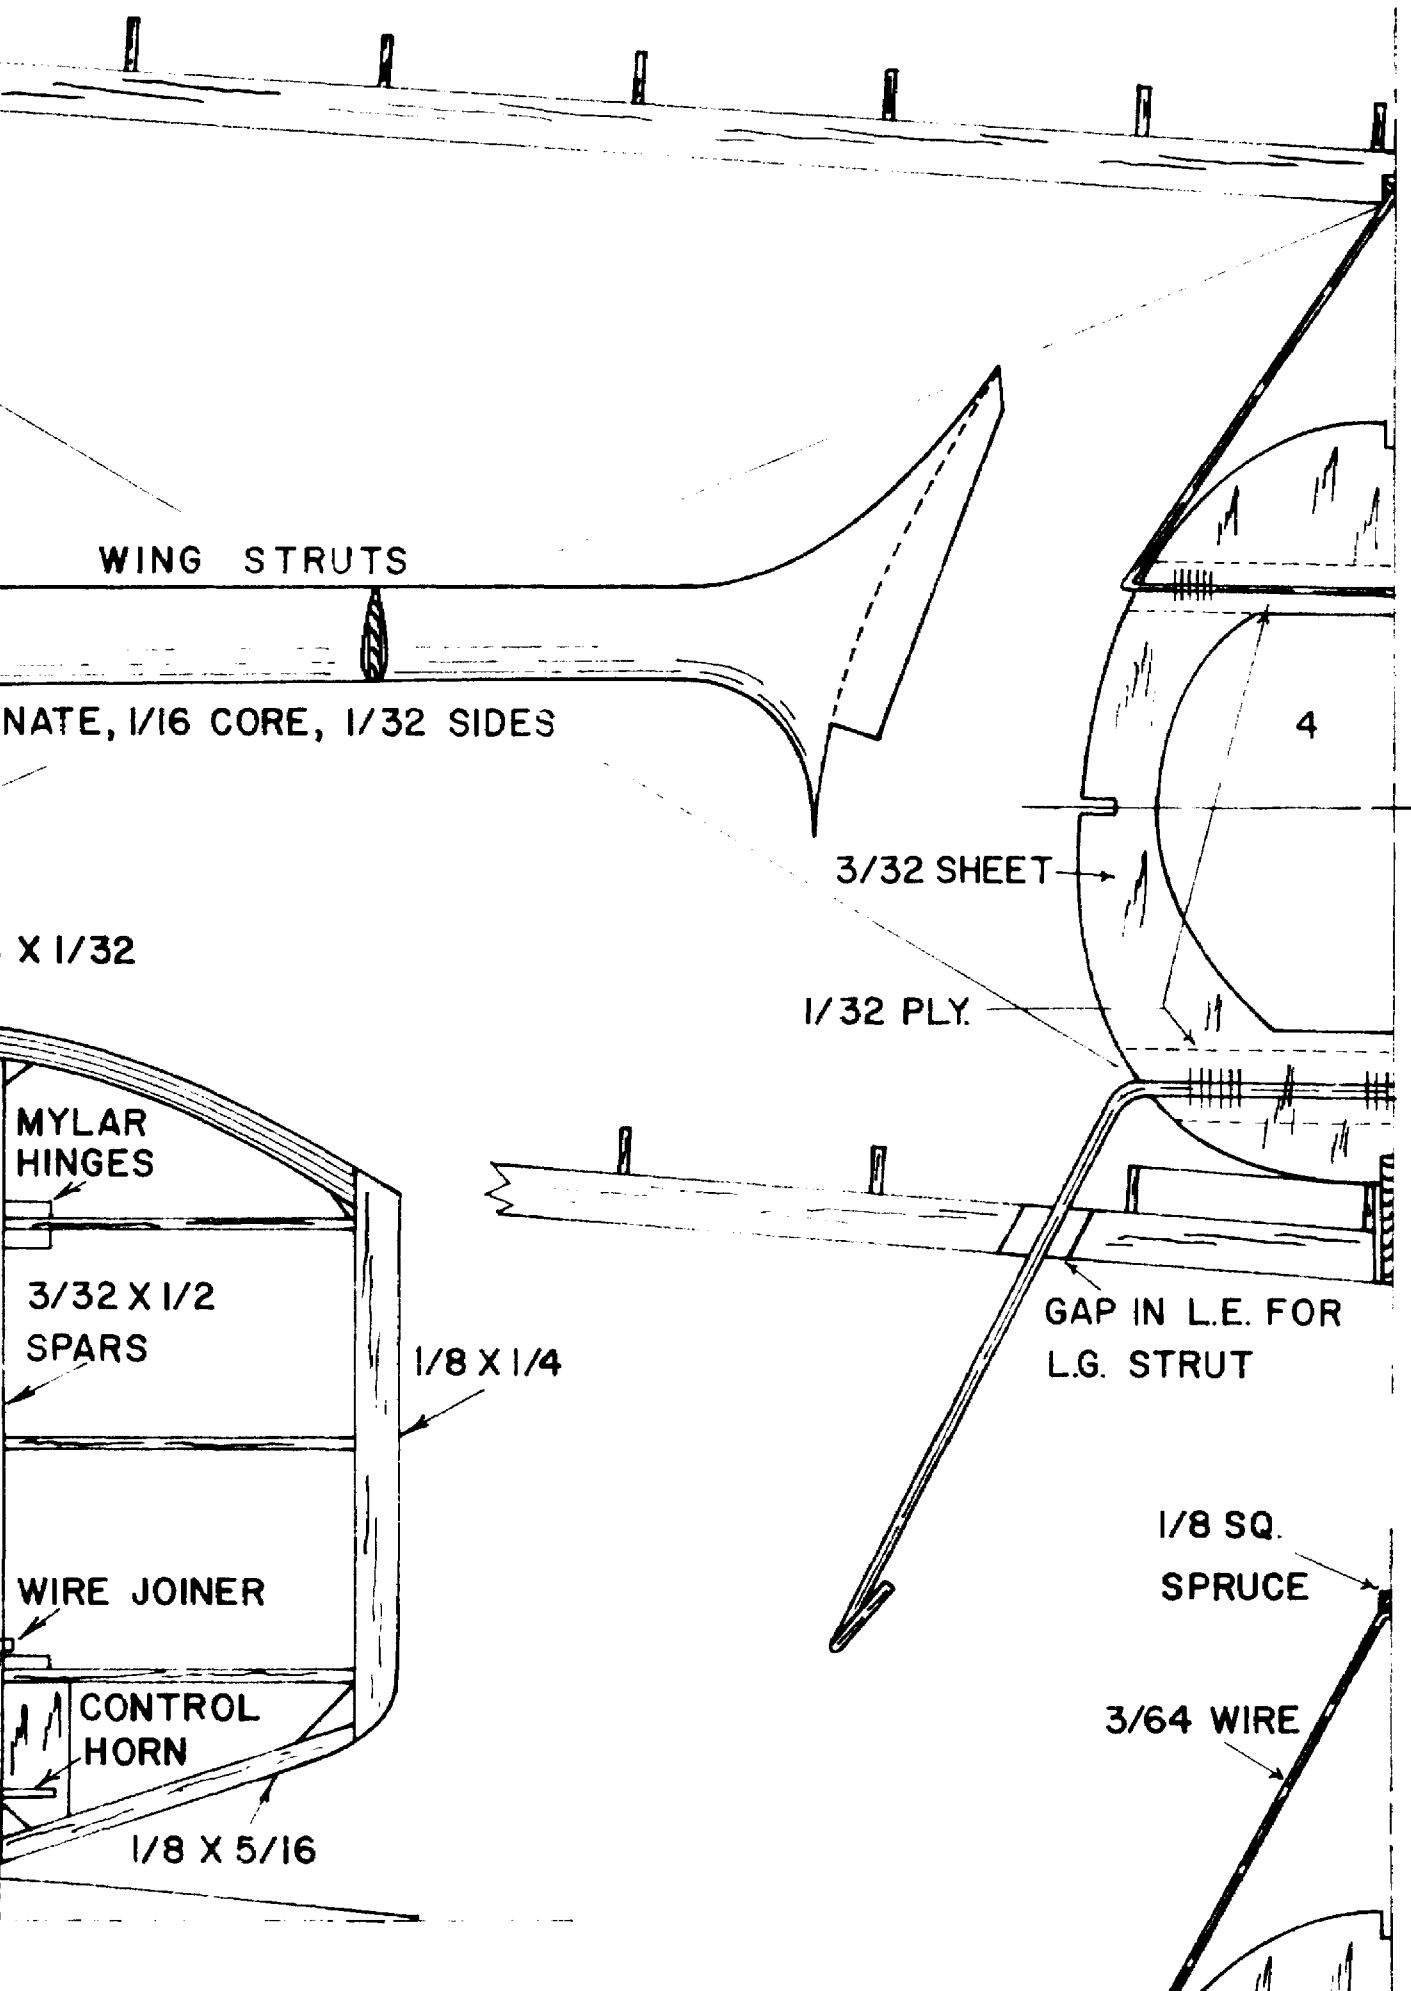 WING STRUTS
NATE, 1/16 CORE, 1/32 SIDES
4
3/32 SHEET
X 1/32
1/32 PLY.
MYLAR
HINGES
3/32 X 1/2
SPARS
GAP IN L.E. FOR
L.G. STRUT
1/8 X 1/4
1/8 SQ.
SPRUCE
WIRE JOINER
CONTROL
HORN
3/64 WIRE
1/8 X 5/16